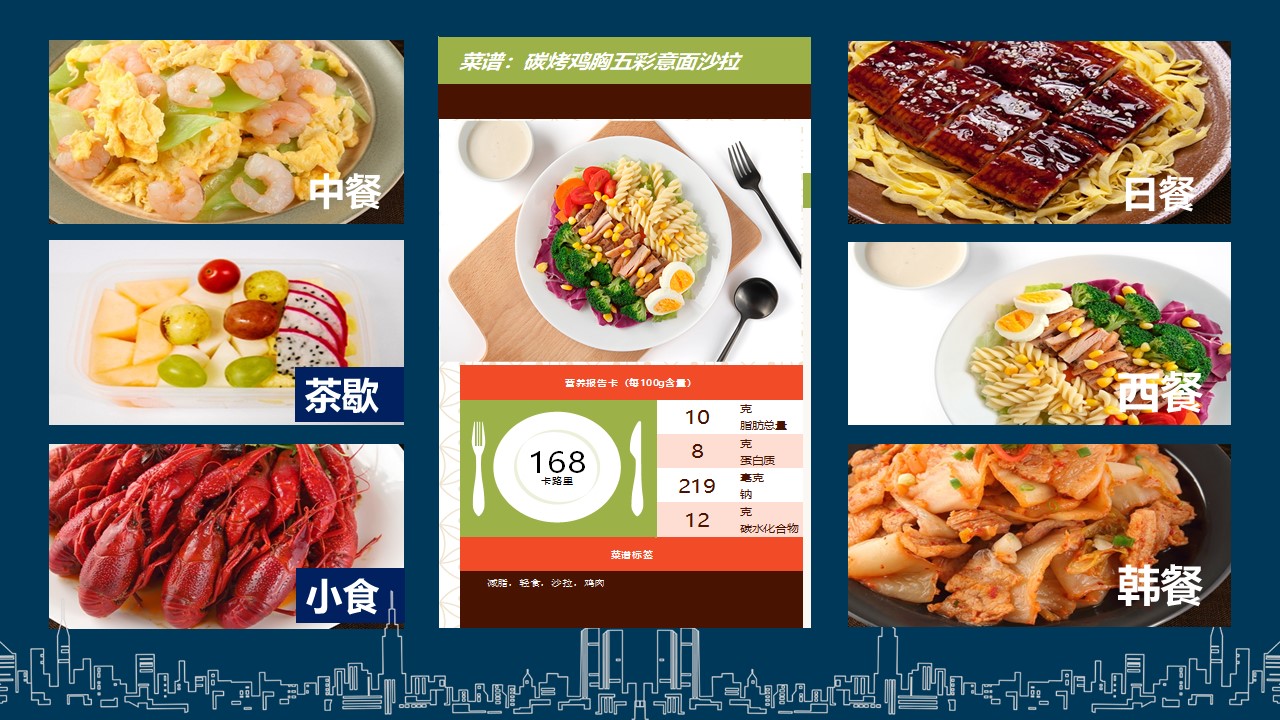 中餐
茶歇
小食
菜谱：碳烤鸡胸五彩意面沙拉
营养报告卡（每100g含量）
168
卡路里
10
克
脂肪总量
8
克
蛋白质
219
毫克
钠
12
克
碳水化合物
菜谱标签
减脂，轻食，沙拉，鸡肉
日餐
西餐
韩餐